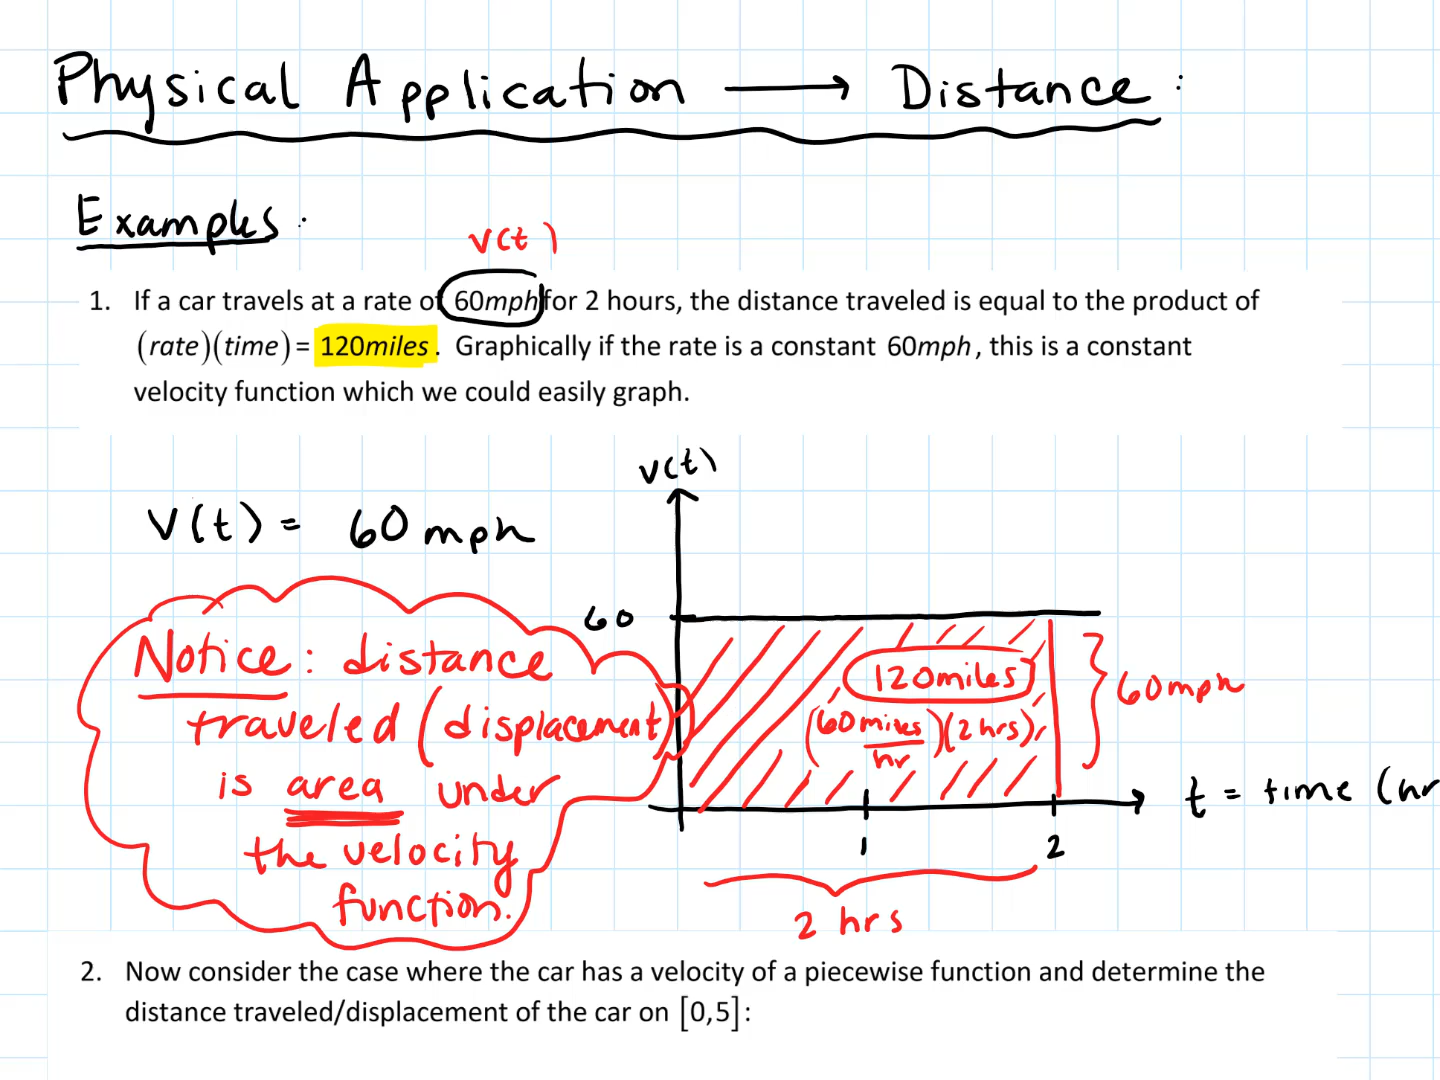 Physical Application → Distance:
Examples:
v(t)
1. If a car travels at a rate of 60mph for 2 hours, the distance traveled is equal to the product of
(rate)(time) = 120miles. Graphically if the rate is a constant 60mph, this is a constant
velocity function which we could easily graph.
v(t)
V(t) = 60 mph
60
Notice: distance
traveled (displacement)
is area under
the velocity
function.
120miles
(60 miles/hr)(2 hrs)
60mph
t = time (hr
1
2
2 hrs
2. Now consider the case where the car has a velocity of a piecewise function and determine the
distance traveled/displacement of the car on [0,5]: